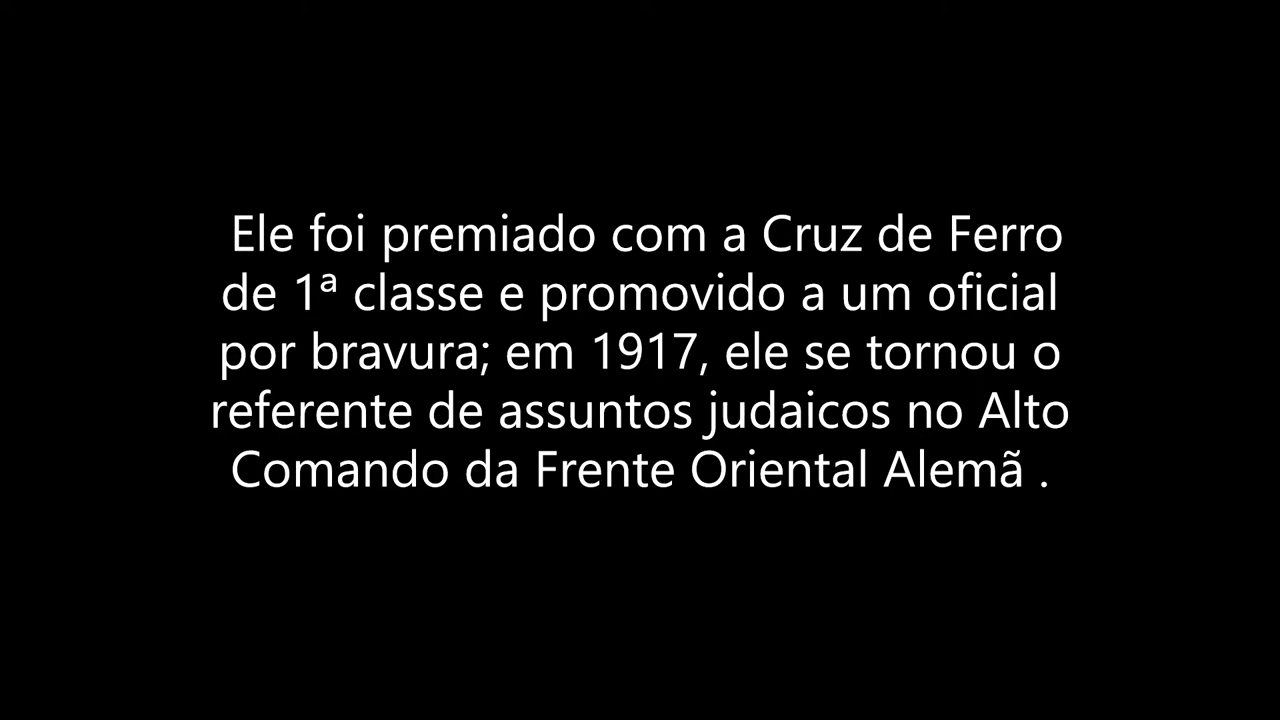 Ele foi premiado com a Cruz de Ferro
de 1ª classe e promovido a um oficial
por bravura; em 1917, ele se tornou o
referente de assuntos judaicos no Alto
Comando da Frente Oriental Alemã .